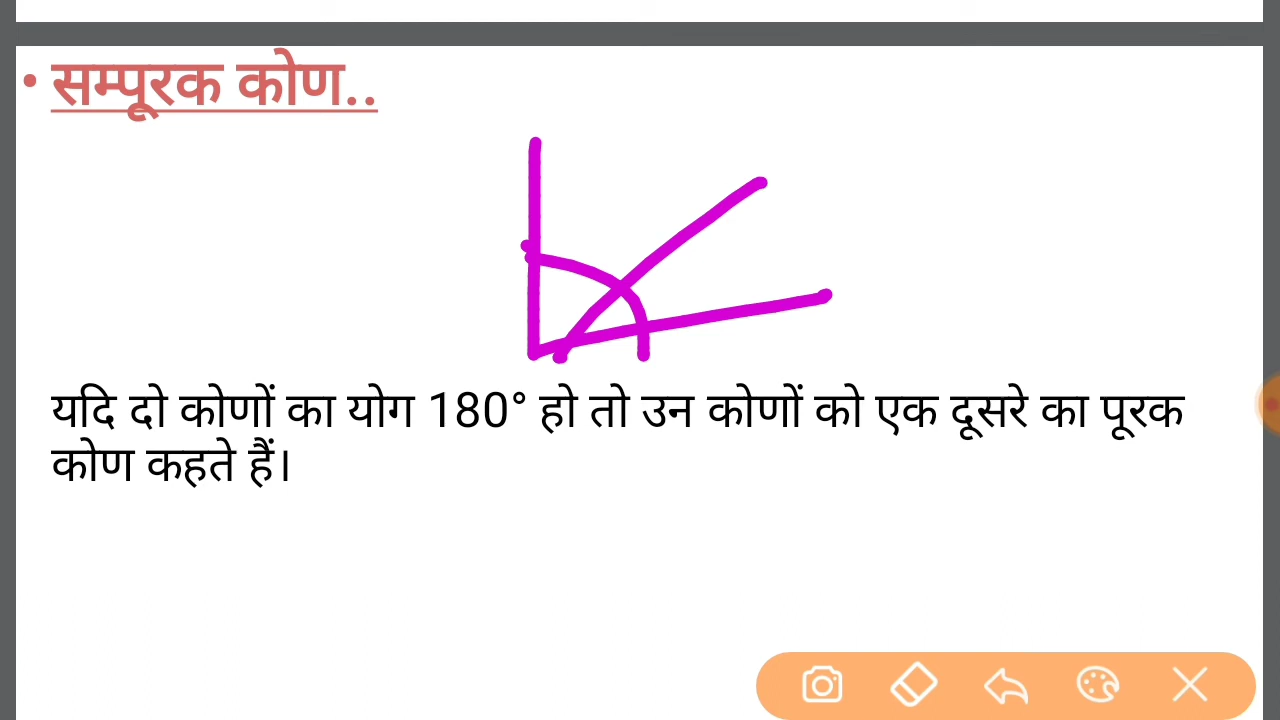 • सम्पूरक कोण..
यदि दो कोणों का योग 180° हो तो उन कोणों को एक दूसरे का पूरक
कोण कहते हैं।